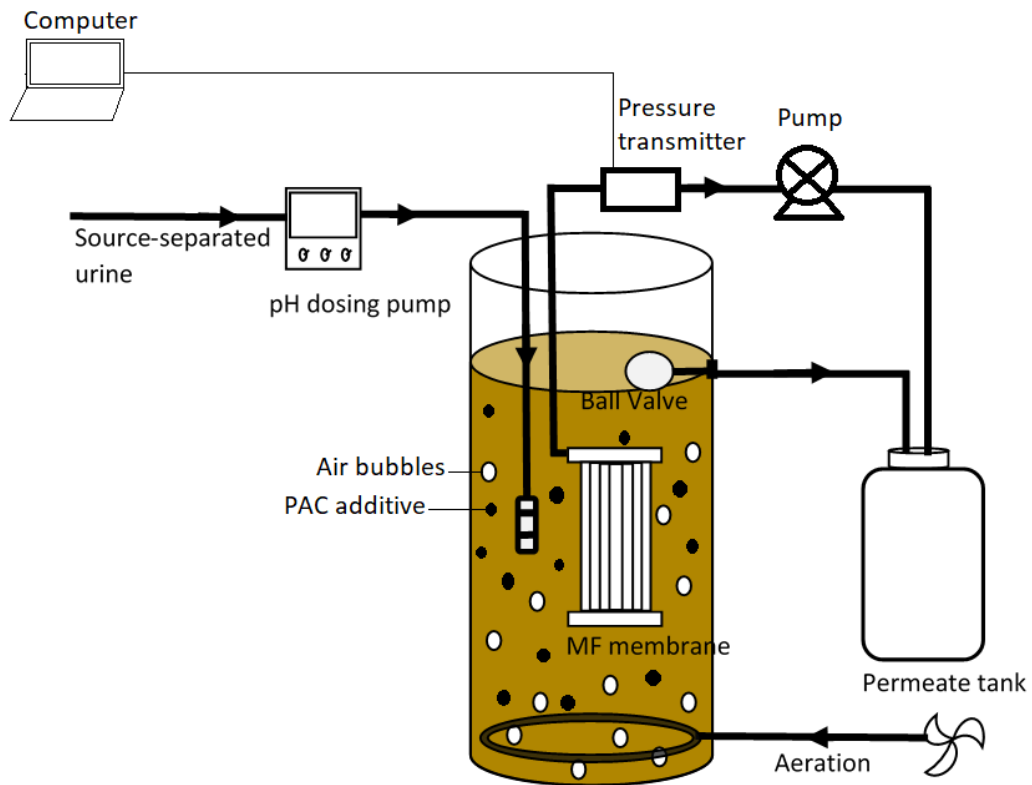 Computer
Pressure
transmitter
Pump
Source-separated
urine
pH dosing pump
Ball Valve
Air bubbles
PAC additive
MF membrane
Permeate tank
Aeration